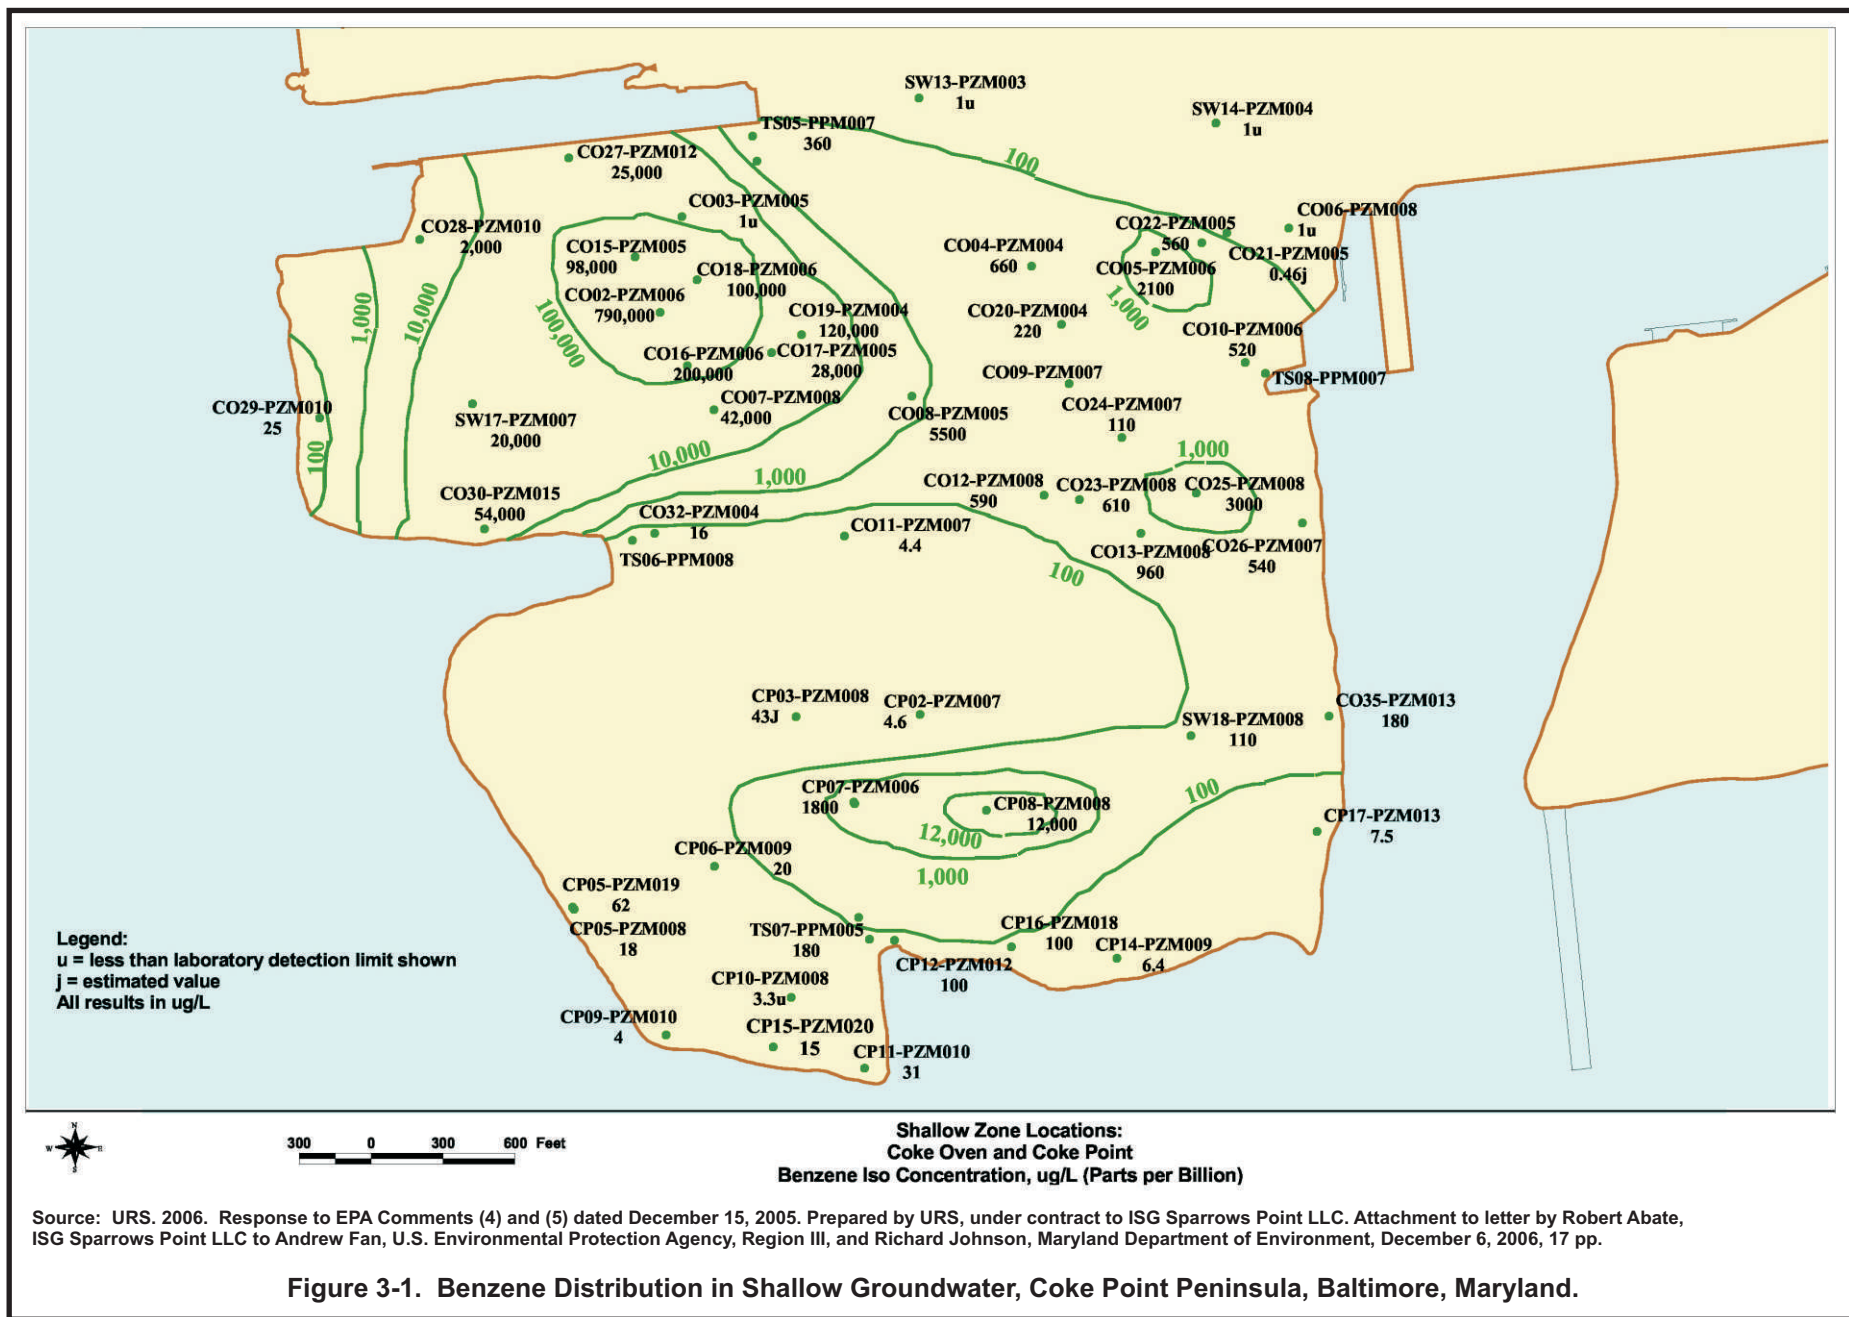 SW13-PZM003
1u
SW14-PZM004
1u
TS05-PPM007
360
100
CO27-PZM012
25,000
CO03-PZM005
1u
CO28-PZM010
2,000
CO15-PZM005
98,000
CO18-PZM006
100,000
CO02-PZM006
790,000
CO19-PZM004
120,000
CO16-PZM006
200,000
CO17-PZM005
28,000
CO07-PZM008
42,000
CO04-PZM004
660
CO22-PZM005
560
CO06-PZM008
1u
CO21-PZM005
0.46j
CO05-PZM006
2100
1,000
CO20-PZM004
220
CO10-PZM006
520
CO09-PZM007
TS08-PPM007
CO24-PZM007
110
CO08-PZM005
5500
1,000
10,000
100,000
CO29-PZM010
25
100
SW17-PZM007
20,000
10,000
1,000
CO30-PZM015
54,000
CO32-PZM004
16
TS06-PPM008
CO11-PZM007
4.4
CO12-PZM008
590
CO23-PZM008
610
1,000
CO25-PZM008
3000
CO13-PZM008
960
CO26-PZM007
540
100
CP03-PZM008
43J
CP02-PZM007
4.6
SW18-PZM008
110
CO35-PZM013
180
CP07-PZM006
1800
CP08-PZM008
12,000
12,000
1,000
100
CP17-PZM013
7.5
CP06-PZM009
20
CP05-PZM019
62
CP05-PZM008
18
TS07-PPM005
180
CP16-PZM018
100
CP14-PZM009
6.4
CP12-PZM012
100
CP10-PZM008
3.3u
CP09-PZM010
4
CP15-PZM020
15
CP11-PZM010
31
Legend:
u = less than laboratory detection limit shown
j = estimated value
All results in ug/L
N
W
E
S
300 0 300 600 Feet
Shallow Zone Locations:
Coke Oven and Coke Point
Benzene Iso Concentration, ug/L (Parts per Billion)
Source: URS. 2006. Response to EPA Comments (4) and (5) dated December 15, 2005. Prepared by URS, under contract to ISG Sparrows Point LLC. Attachment to letter by Robert Abate,
ISG Sparrows Point LLC to Andrew Fan, U.S. Environmental Protection Agency, Region III, and Richard Johnson, Maryland Department of Environment, December 6, 2006, 17 pp.
Figure 3-1. Benzene Distribution in Shallow Groundwater, Coke Point Peninsula, Baltimore, Maryland.